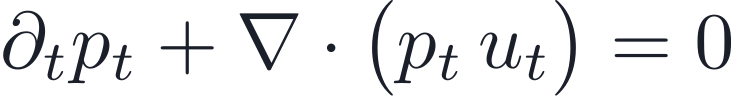 ∂ₜpₜ + ∇ · (pₜ uₜ) = 0